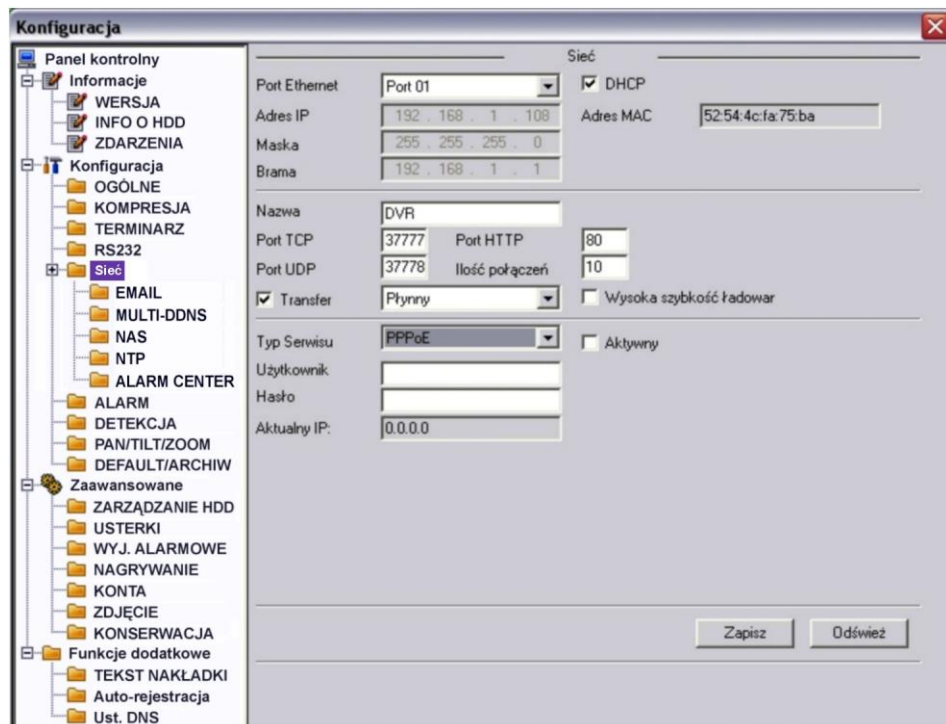 Konfiguracja
Panel kontrolny
Informacje
WERSJA
INFO O HDD
ZDARZENIA
Konfiguracja
OGÓLNE
KOMPRESJA
TERMINARZ
RS232
Sieć
EMAIL
MULTI-DDNS
NAS
NTP
ALARM CENTER
ALARM
DETEKCJA
PAN/TILT/ZOOM
DEFAULT/ARCHIW
Zaawansowane
ZARZĄDZANIE HDD
USTERKI
WYJ. ALARMOWE
NAGRYWANIE
KONTA
ZDJĘCIE
KONSERWACJA
Funkcje dodatkowe
TEKST NAKŁADKI
Auto-rejestracja
Ust. DNS
Sieć
Port Ethernet Port 01 DHCP
Adres IP 192 . 168 . 1 . 108 Adres MAC 52:54:4c:fa:75:ba
Maska 255 . 255 . 255 . 0
Brama 192 . 168 . 1 . 1
Nazwa DVR
Port TCP 37777 Port HTTP 80
Port UDP 37778 Ilość połączeń 10
Transfer Płynny Wysoka szybkość ładowar
Typ Serwisu PPPoE Aktywny
Użytkownik
Hasło
Aktualny IP: 0.0.0.0
Zapisz Odśwież